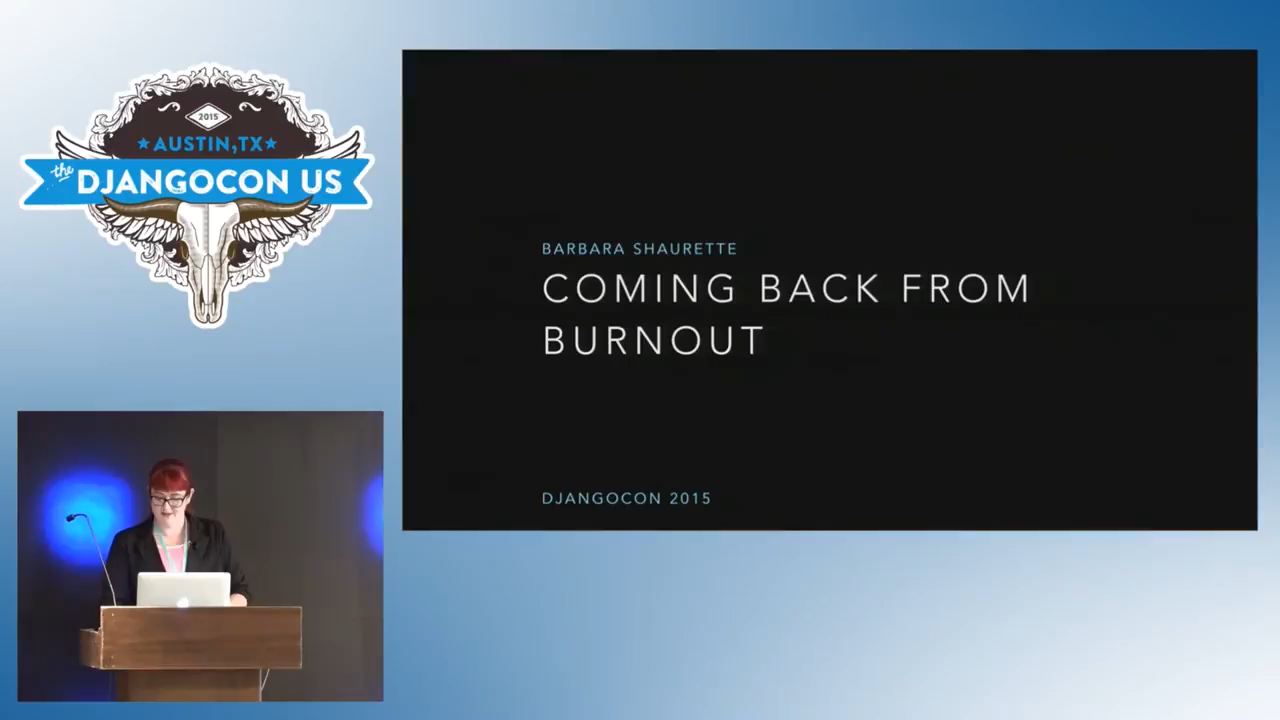 2015
AUSTIN,TX
the DJANGOCON US
BARBARA SHAURETTE
COMING BACK FROM
BURNOUT
DJANGOCON 2015